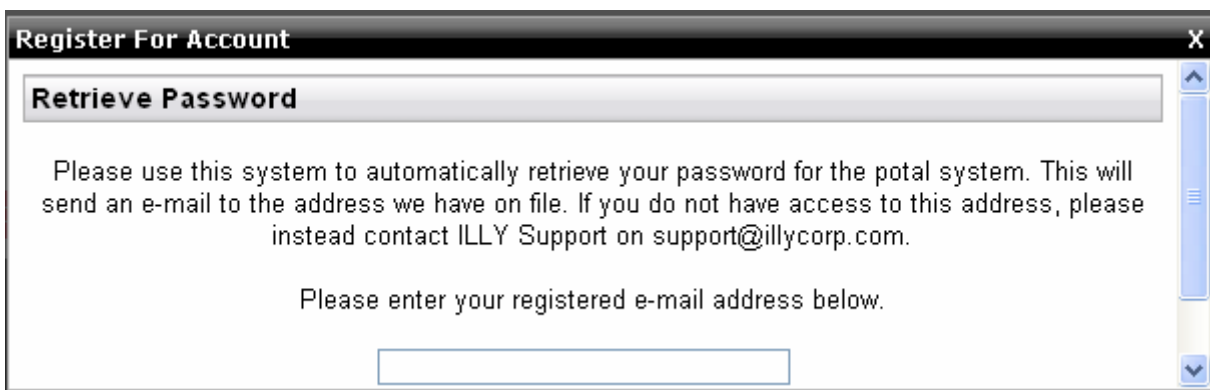 Register For Account
X
Retrieve Password
Please use this system to automatically retrieve your password for the potal system. This will
send an e-mail to the address we have on file. If you do not have access to this address, please
instead contact ILLY Support on support@illycorp.com.
Please enter your registered e-mail address below.